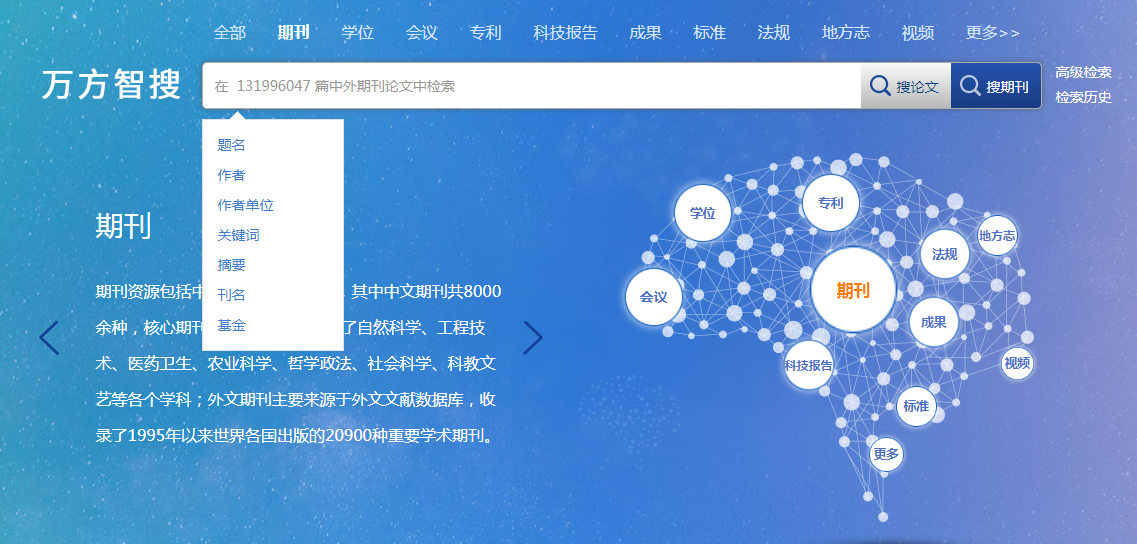 全部 期刊 学位 会议 专利 科技报告 成果 标准 法规 地方志 视频 更多>>
万方智搜
在 131996047 篇中外期刊论文中检索
搜论文
搜期刊
高级检索
检索历史
题名
作者
作者单位
关键词
摘要
刊名
基金
期刊
期刊资源包括中 ，其中中文期刊共8000
余种，核心期刊 了自然科学、工程技
术、医药卫生、农业科学、哲学政法、社会科学、科教文
艺等各个学科；外文期刊主要来源于外文文献数据库，收
录了1995年以来世界各国出版的20900种重要学术期刊。
学位
专利
地方志
法规
会议
期刊
成果
科技报告
视频
标准
更多